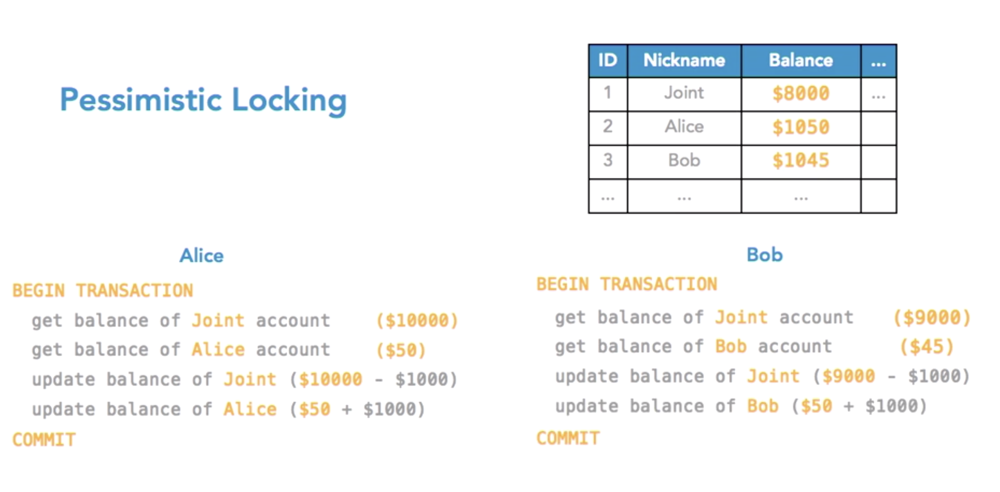 Pessimistic Locking
ID Nickname Balance ...
1 Joint $8000 ...
2 Alice $1050
3 Bob $1045
... ... ...
Alice
BEGIN TRANSACTION
get balance of Joint account ($10000)
get balance of Alice account ($50)
update balance of Joint ($10000 - $1000)
update balance of Alice ($50 + $1000)
COMMIT
Bob
BEGIN TRANSACTION
get balance of Joint account ($9000)
get balance of Bob account ($45)
update balance of Joint ($9000 - $1000)
update balance of Bob ($50 + $1000)
COMMIT